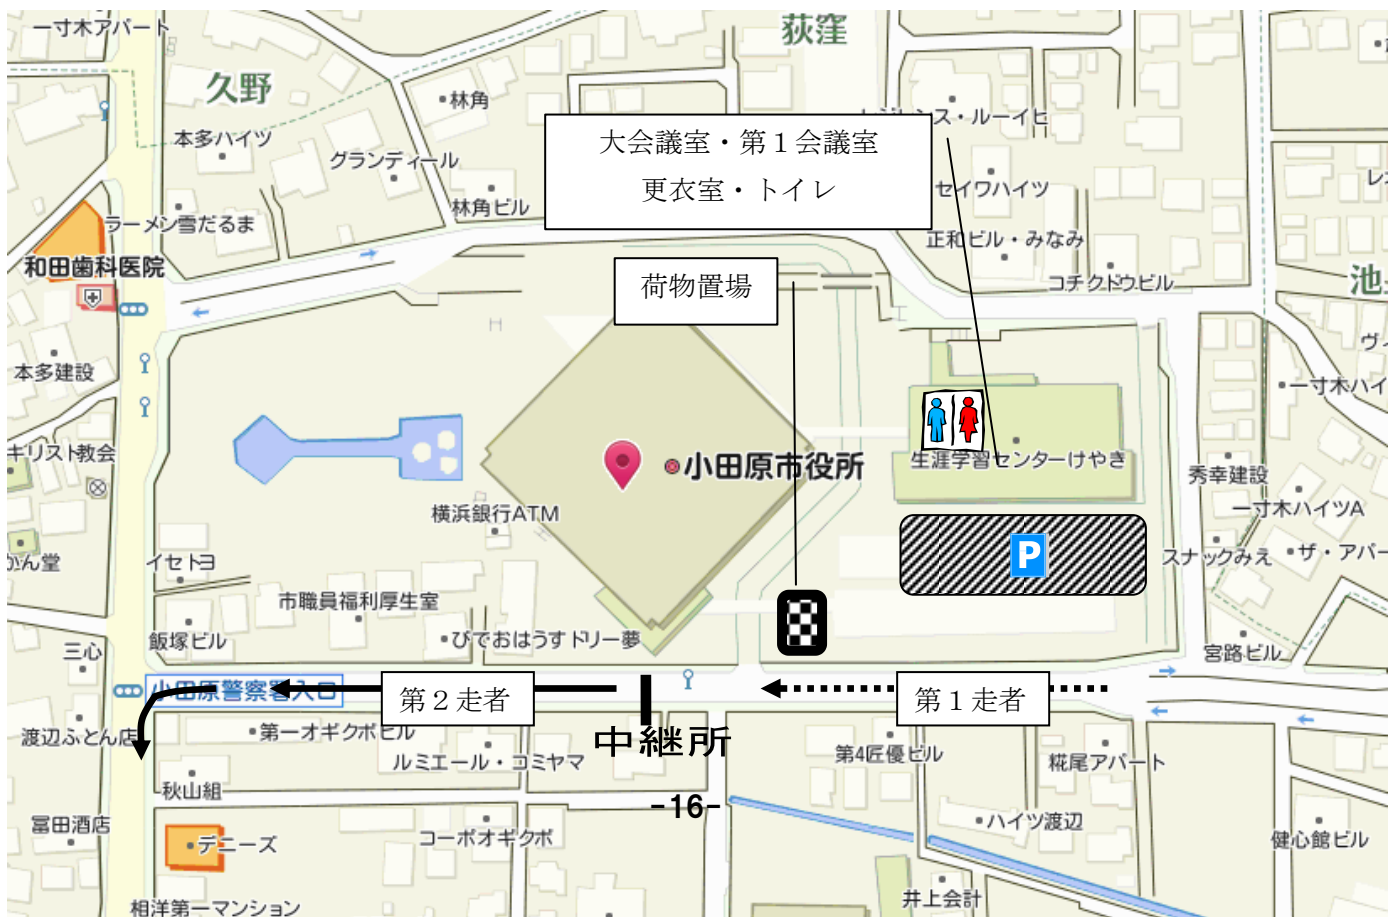 一寸木アパート
荻窪
久野
林角
レジデンス・ルーイヒ
大会議室・第１会議室
更衣室・トイレ
本多ハイツ
グランディール
セイワハイツ
林角ビル
ラーメン雪だるま
正和ビル・みなみ
和田歯科医院
荷物置場
コチクトウビル
池
本多建設
一寸木ハイ
キリスト教会
小田原市役所
生涯学習センターけやき
秀幸建設
横浜銀行ATM
一寸木ハイツA
P
かん堂
イセトヨ
スナックみえ
ザ・アパー
市職員福利厚生室
飯塚ビル
びでおはうすドリー夢
三心
宮路ビル
小田原警察署入口
第２走者
第１走者
渡辺ふとん店
第一オギクボビル
中継所
ルミエール・コミヤマ
第4匠優ビル
糀尾アパート
秋山組
-16-
冨田酒店
デニーズ
コーポオギクボ
ハイツ渡辺
健心館ビル
井上会計
相洋第一マンション